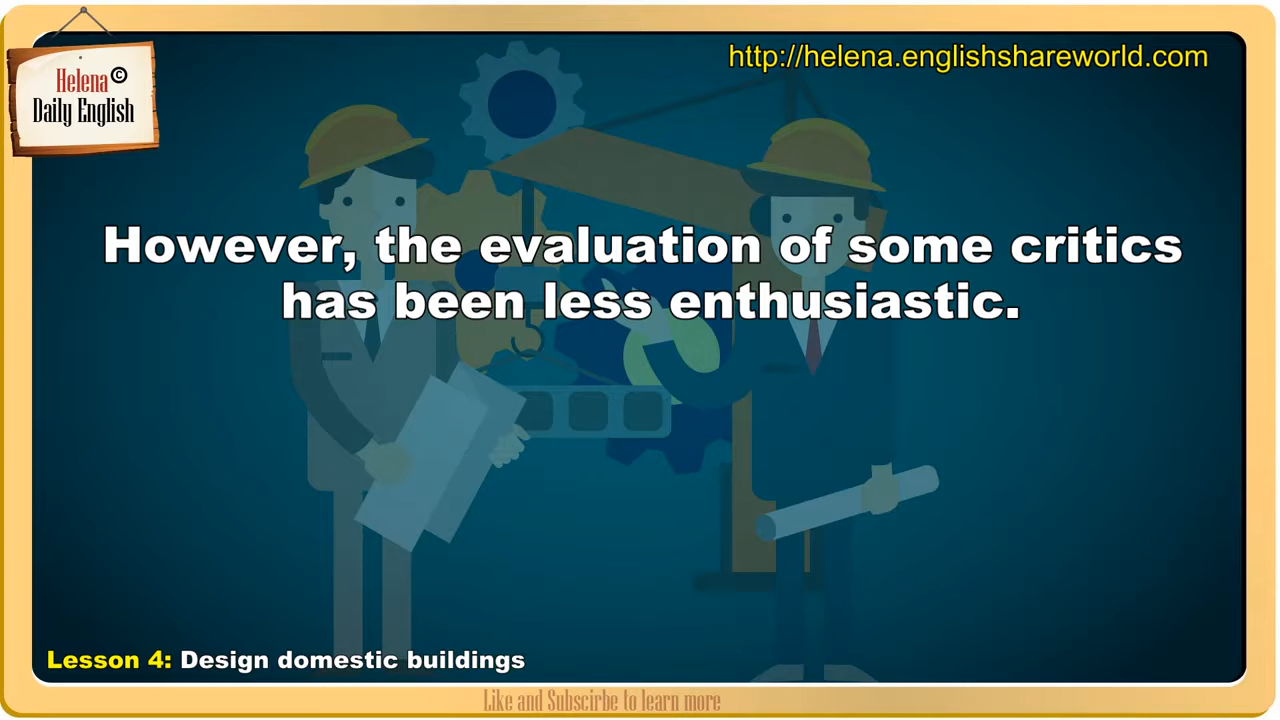 http://helena.englishshareworld.com
Helena©
Daily English
However, the evaluation of some critics
has been less enthusiastic.
Lesson 4: Design domestic buildings
Like and Subscirbe to learn more